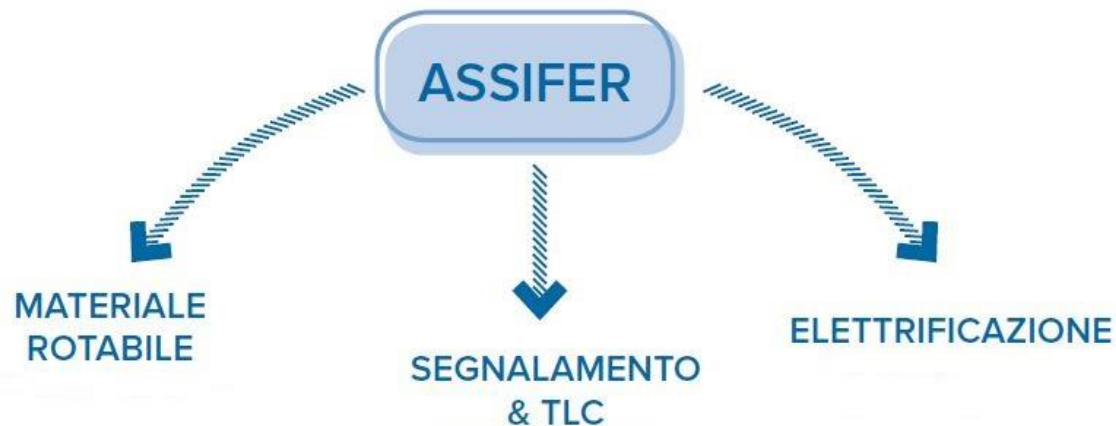 ASSIFER
MATERIALE
ROTABILE
SEGNALAMENTO
& TLC
ELETTRIFICAZIONE